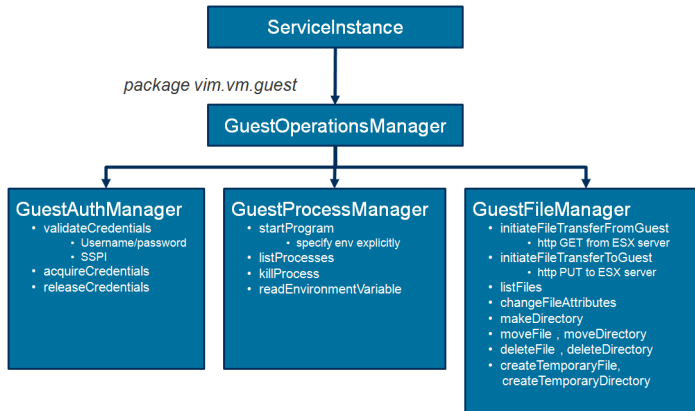 ServiceInstance
package vim.vm.guest
GuestOperationsManager
GuestAuthManager
• validateCredentials
• Username/password
• SSPI
• acquireCredentials
• releaseCredentials
GuestProcessManager
• startProgram
• specify env explicitly
• listProcesses
• killProcess
• readEnvironmentVariable
GuestFileManager
• initiateFileTransferFromGuest
• http GET from ESX server
• initiateFileTransferToGuest
• http PUT to ESX server
• listFiles
• changeFileAttributes
• makeDirectory
• moveFile , moveDirectory
• deleteFile , deleteDirectory
• createTemporaryFile,
createTemporaryDirectory